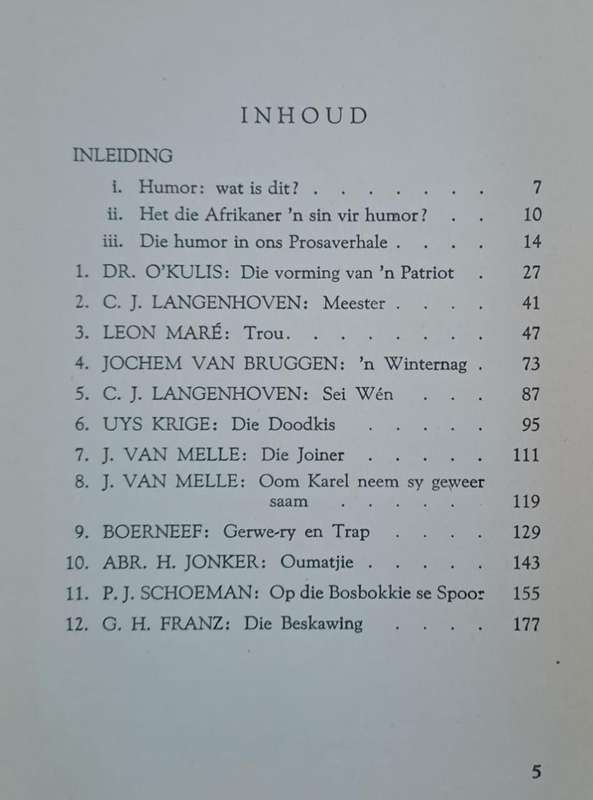 INHOUD
INLEIDING
i. Humor: wat is dit? . . . . . . . 7
ii. Het die Afrikaner 'n sin vir humor? . . 10
iii. Die humor in ons Prosaverhale . . . . 14
1. DR. O'KULIS: Die vorming van 'n Patriot . 27
2. C. J. LANGENHOVEN: Meester . . . . 41
3. LEON MARÉ: Trou. . . . . . . . 47
4. JOCHEM VAN BRUGGEN: 'n Winternag . 73
5. C. J. LANGENHOVEN: Sei Wén . . . 87
6. UYS KRIGE: Die Doodkis . . . . . 95
7. J. VAN MELLE: Die Joiner . . . . . 111
8. J. VAN MELLE: Oom Karel neem sy geweer
saam . . . . . 119
9. BOERNEEF: Gerwe-ry en Trap . . . . 129
10. ABR. H. JONKER: Oumatjie . . . . . 143
11. P. J. SCHOEMAN: Op die Bosbokkie se Spoor 155
12. G. H. FRANZ: Die Beskawing . . . . 177
5